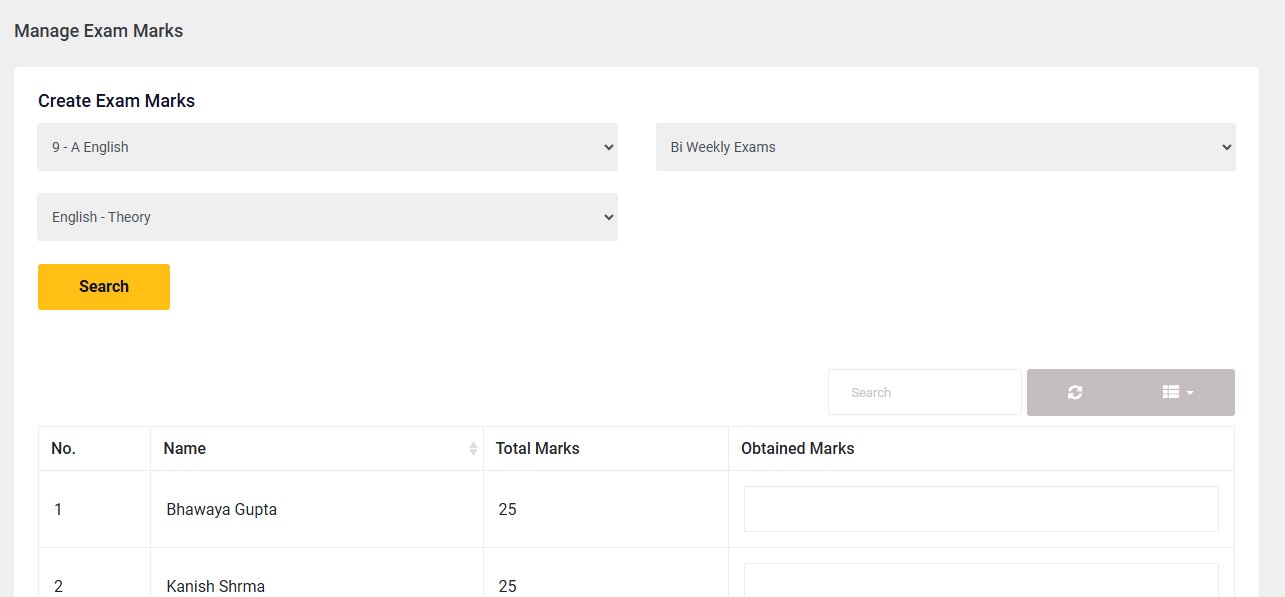 Manage Exam Marks
Create Exam Marks
9 - A English
Bi Weekly Exams
English - Theory
Search
Search
No. Name Total Marks Obtained Marks
1 Bhawaya Gupta 25
2 Kanish Shrma 25